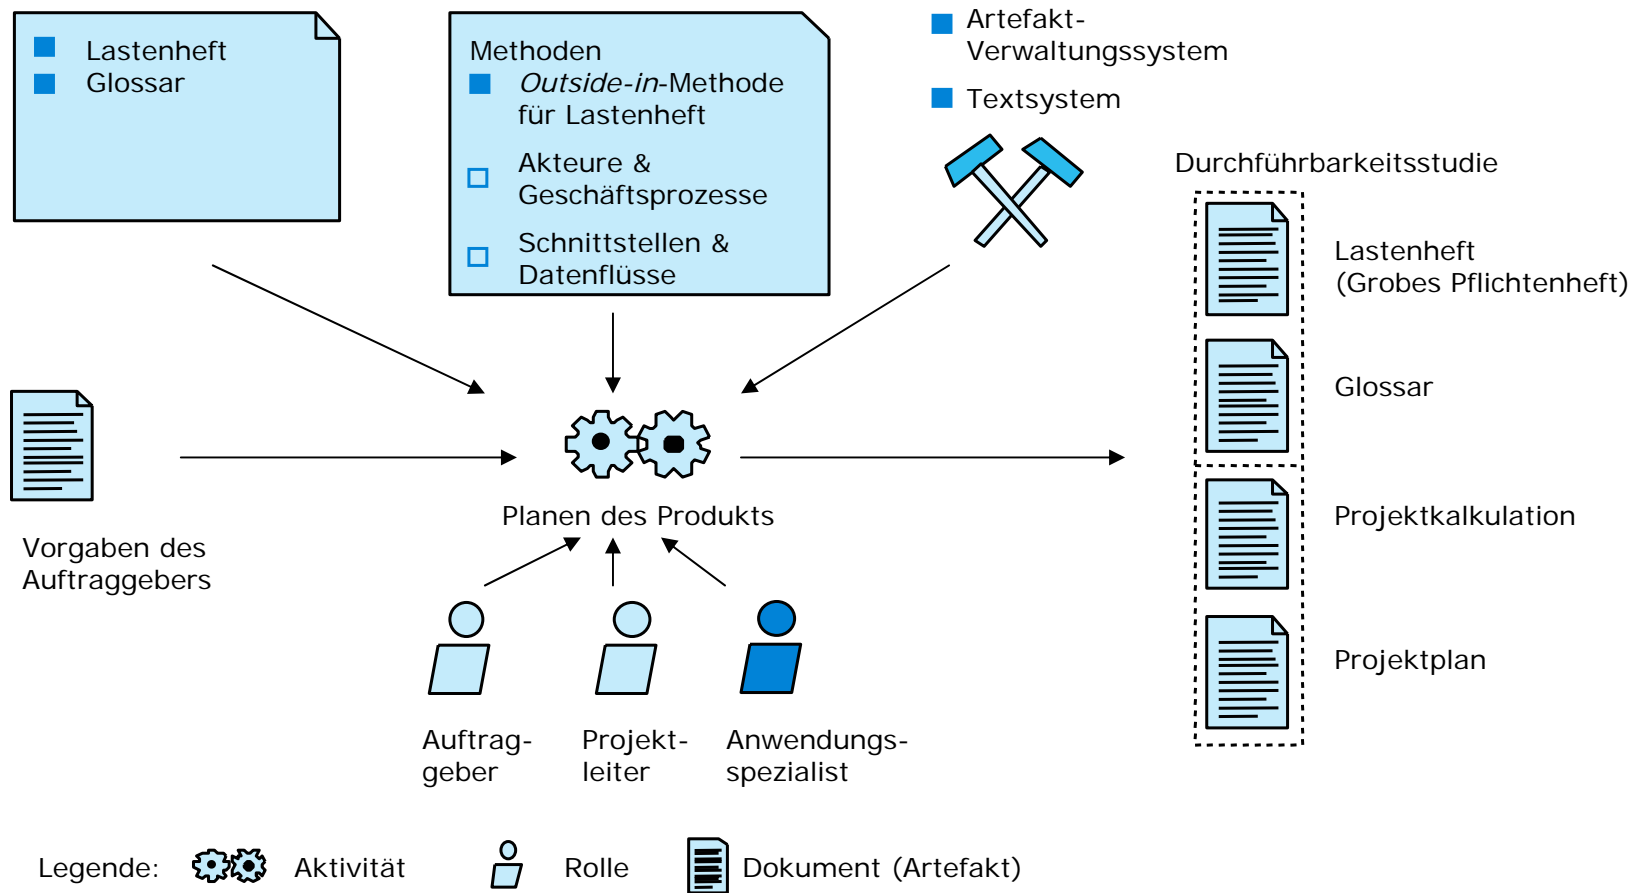 Lastenheft
Glossar
Methoden
Outside-in-Methode
für Lastenheft
Akteure &
Geschäftsprozesse
Schnittstellen &
Datenflüsse
Artefakt-
Verwaltungssystem
Textsystem
Durchführbarkeitsstudie
Lastenheft
(Grobes Pflichtenheft)
Glossar
Projektkalkulation
Projektplan
Vorgaben des
Auftraggebers
Planen des Produkts
Auftrag-
geber
Projekt-
leiter
Anwendungs-
spezialist
Legende:
Aktivität
Rolle
Dokument (Artefakt)